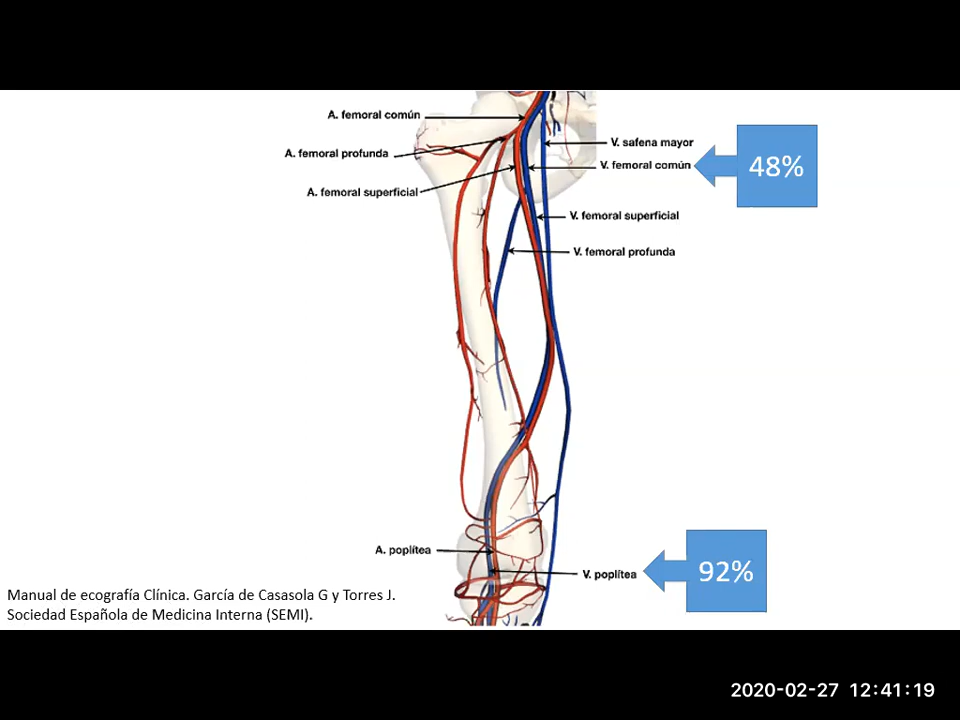 A. femoral común
A. femoral profunda
A. femoral superficial
V. safena mayor
V. femoral común
48%
V. femoral superficial
V. femoral profunda
A. poplítea
V. poplítea
92%
Manual de ecografía Clínica. García de Casasola G y Torres J.
Sociedad Española de Medicina Interna (SEMI).
2020-02-27 12:41:19